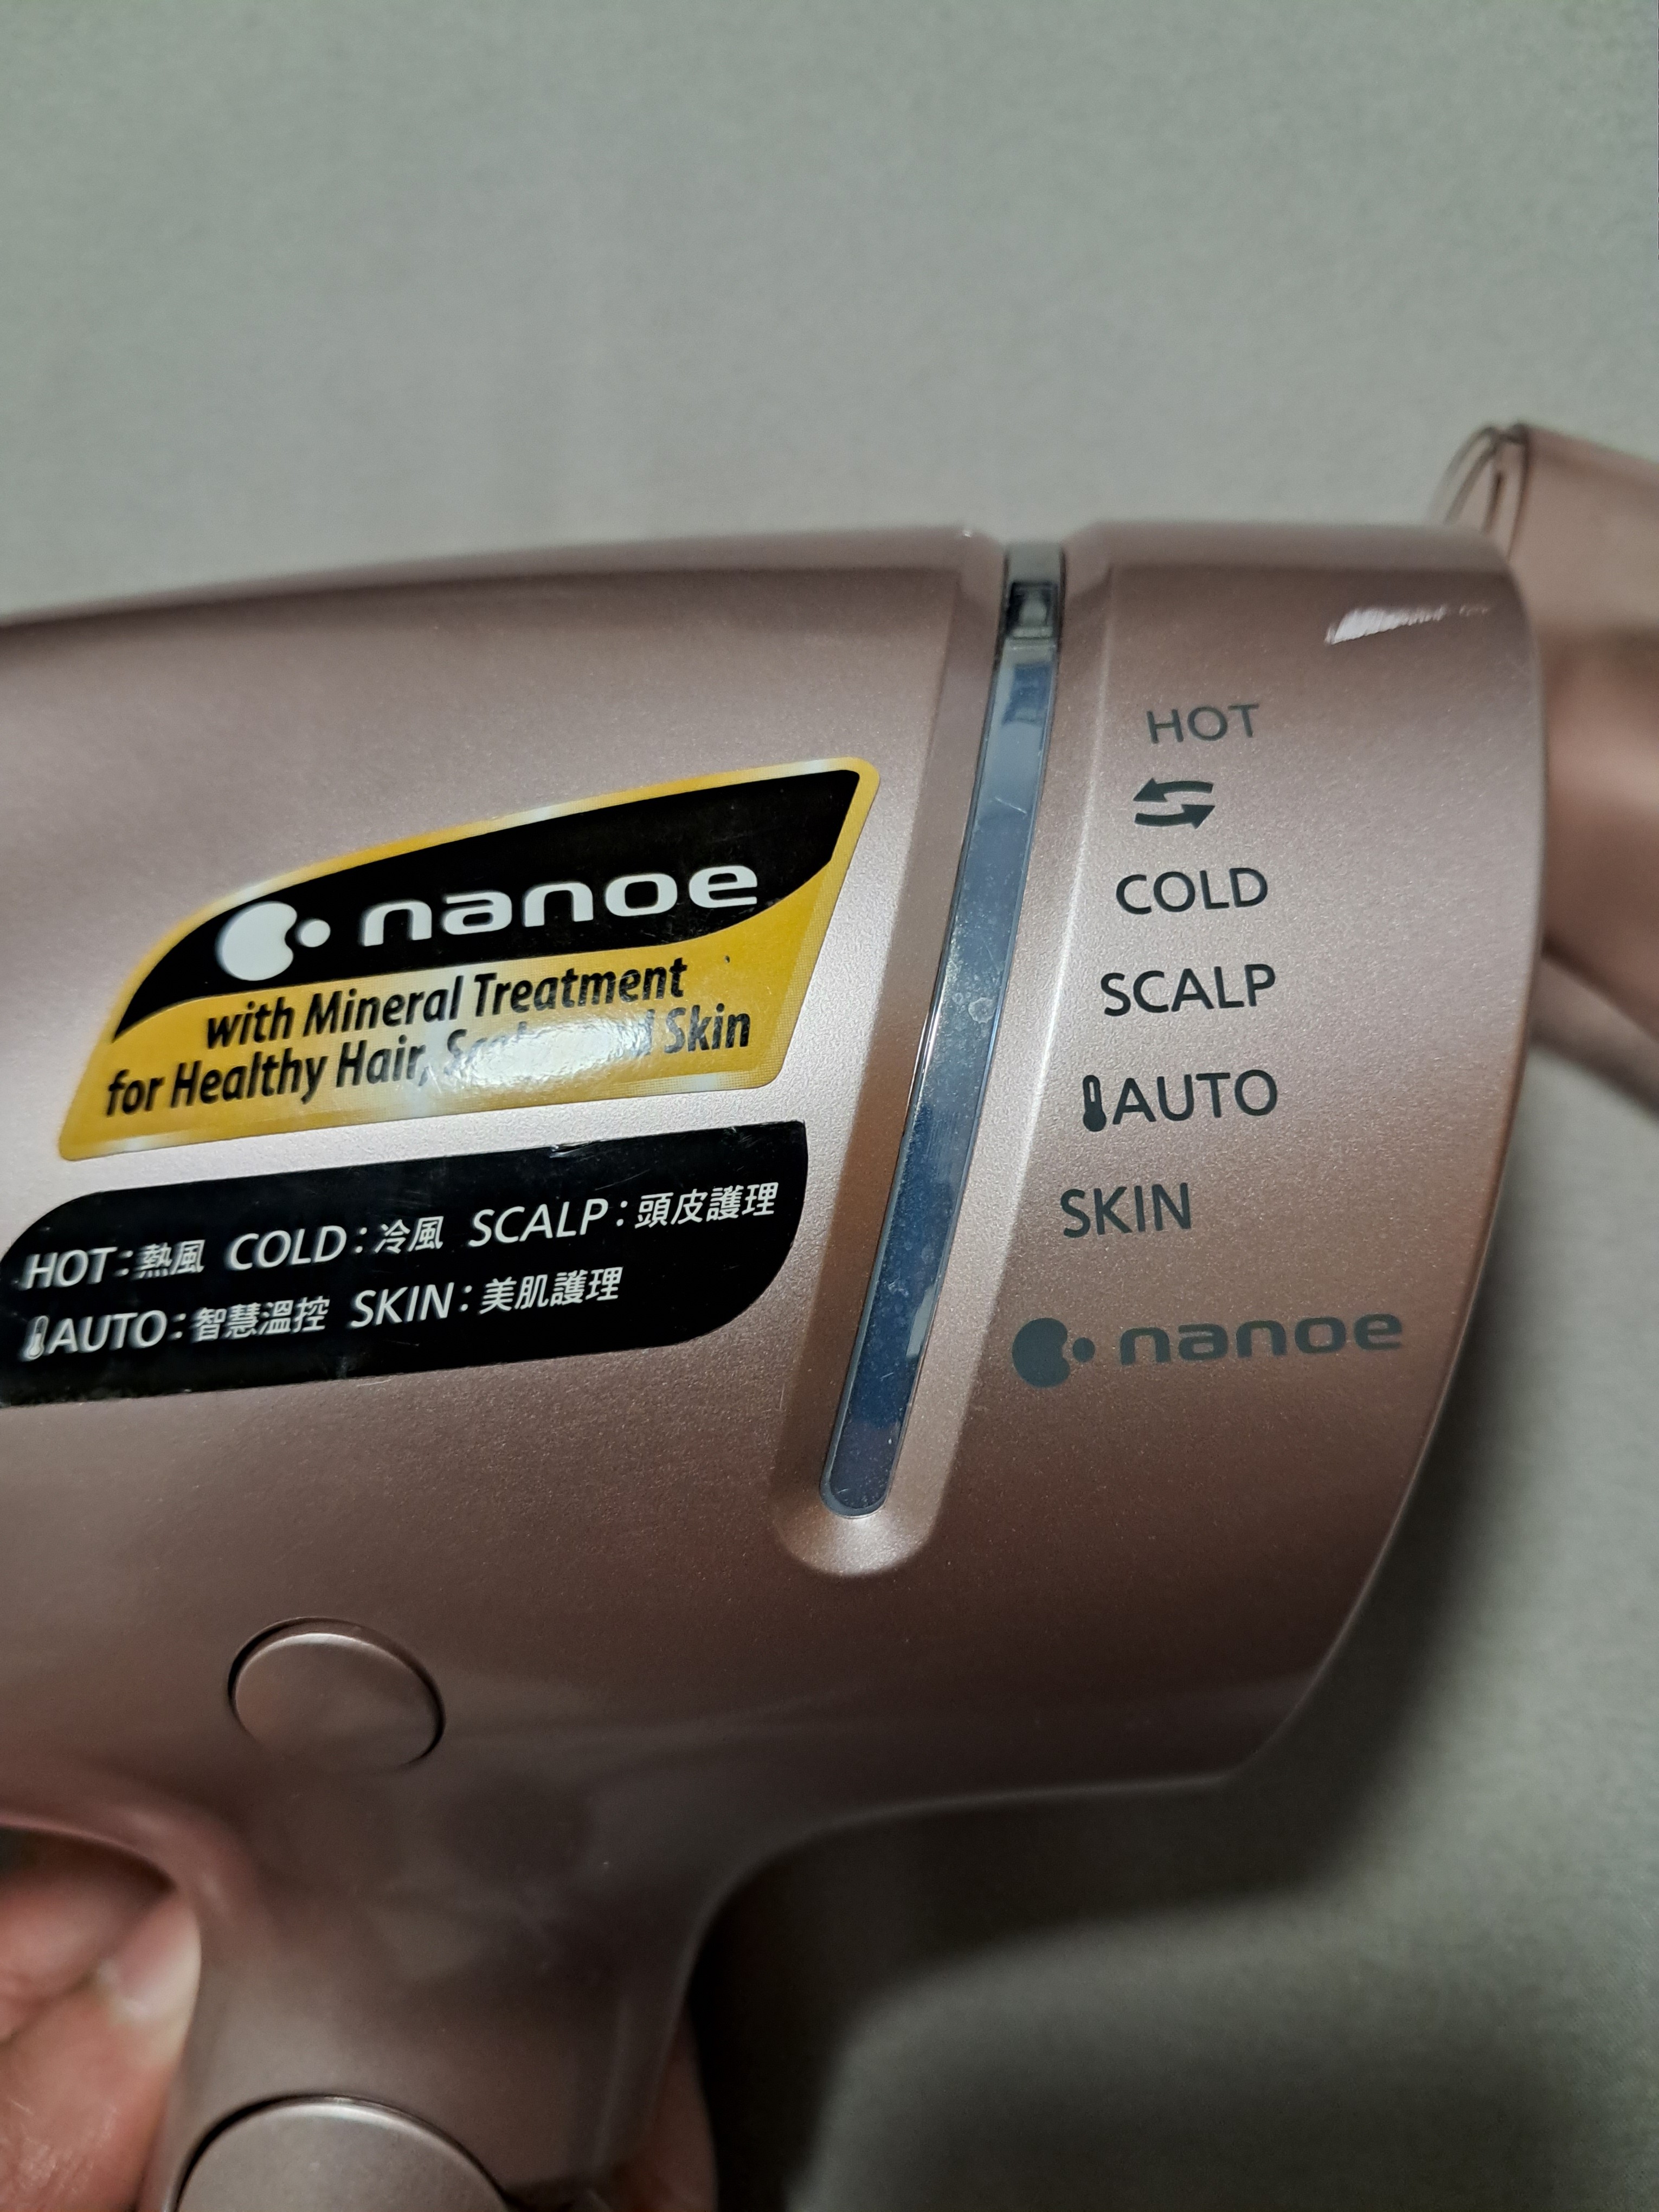 nanoe
with Mineral Treatment
for Healthy Hair, Skin
HOT：熱風 COLD：冷風 SCALP：頭皮護理
AUTO：智慧溫控 SKIN：美肌護理
HOT
COLD
SCALP
AUTO
SKIN
nanoe